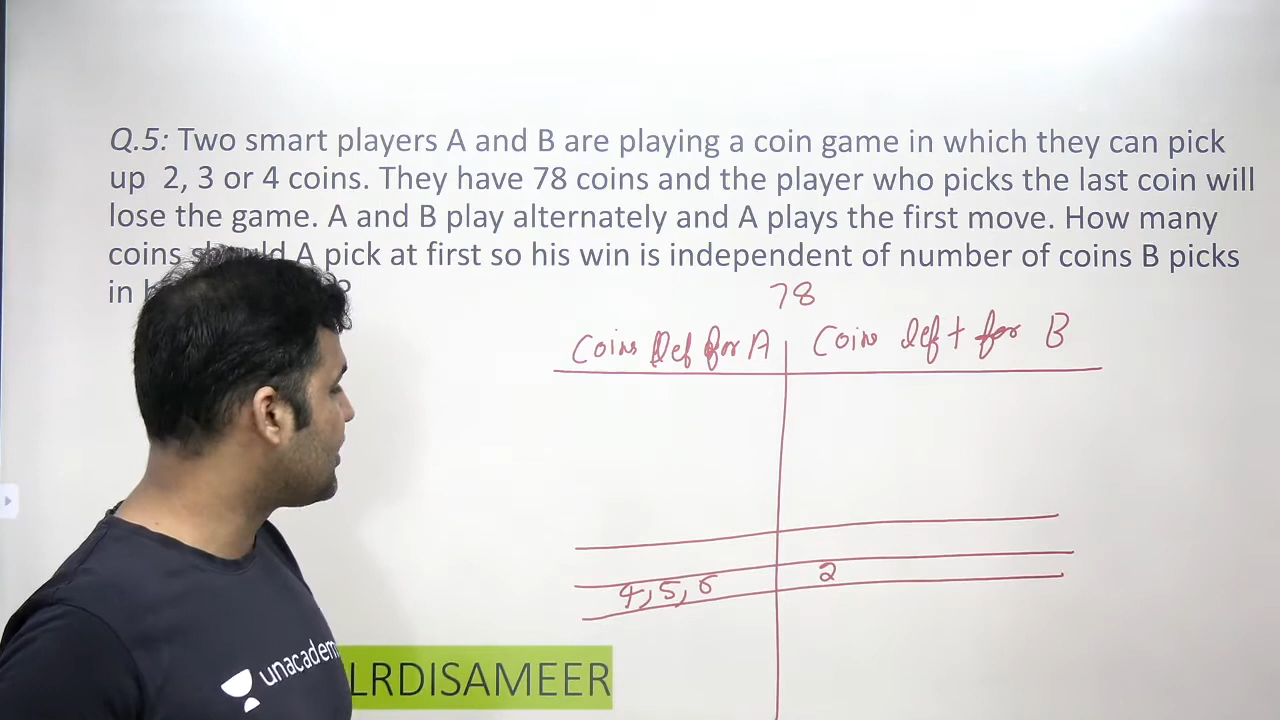 Q.5: Two smart players A and B are playing a coin game in which they can pick
up 2, 3 or 4 coins. They have 78 coins and the player who picks the last coin will
lose the game. A and B play alternately and A plays the first move. How many
coins should A pick at first so his win is independent of number of coins B picks
in ?
78
Coins Lef for A Coins left for B
4, 5, 6 2
unacadem
LRDISAMEER